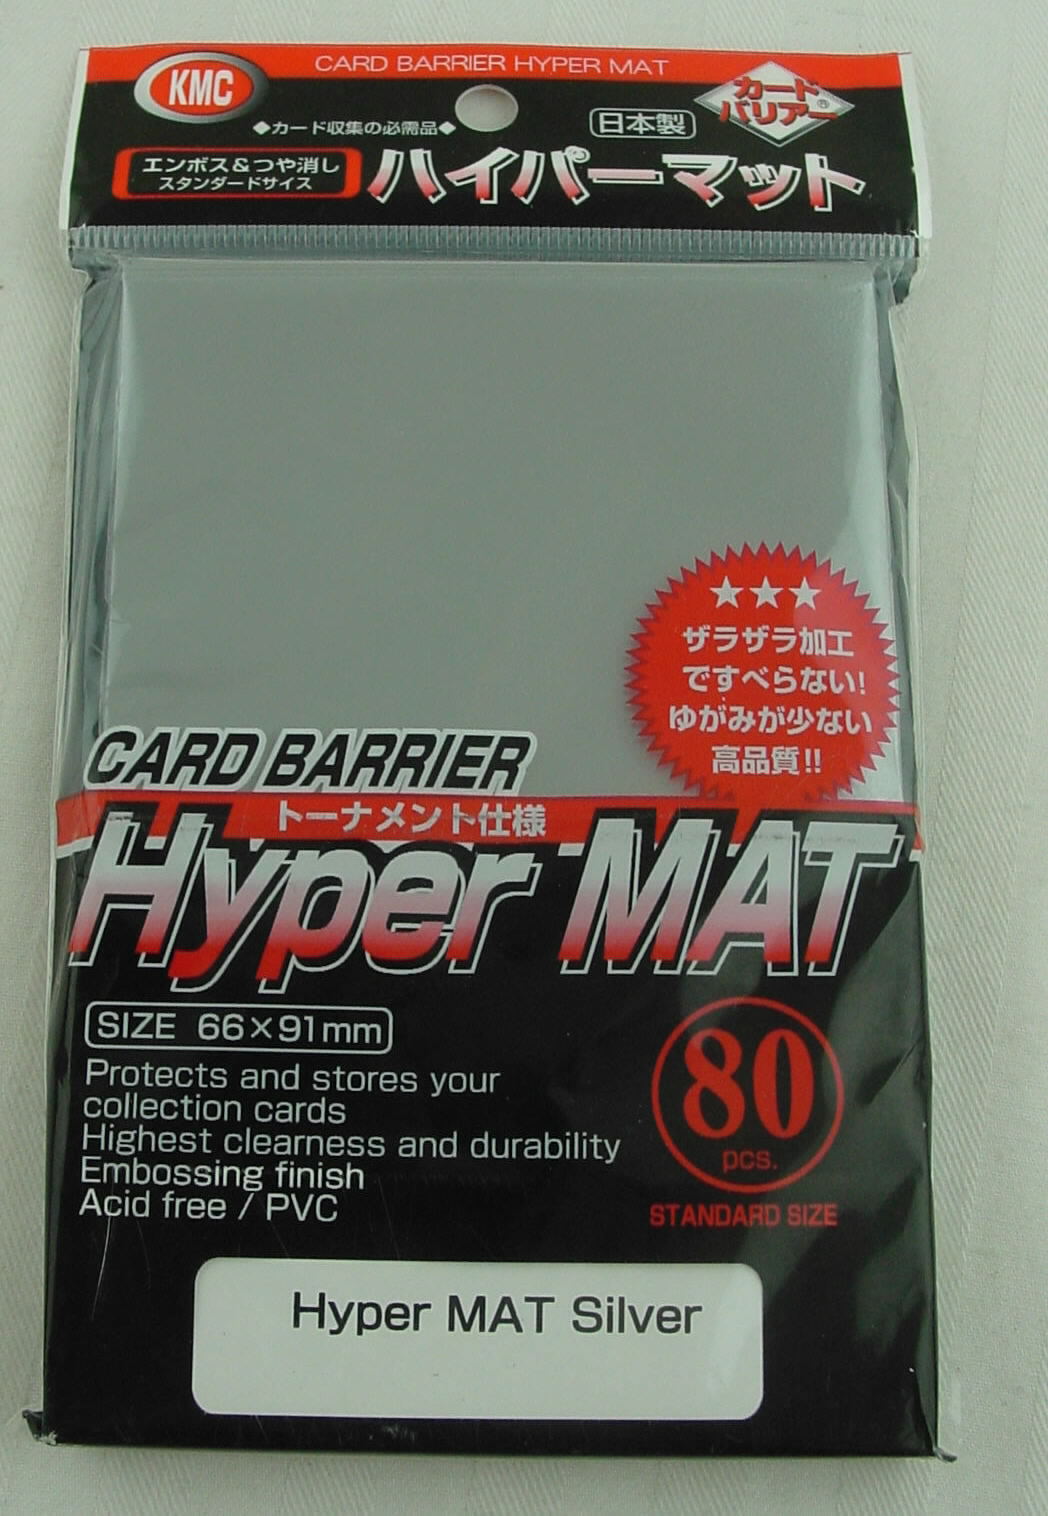 CARD BARRIER HYPER MAT
KMC
カード
バリアー®
◆カード収集の必需品◆
日本製
エンボス&つや消し
スタンダードサイズ
ハイパーマット
★★★
ザラザラ加工
ですべらない!
ゆがみが少ない
高品質!!
CARD BARRIER
トーナメント仕様
Hyper MAT
SIZE 66×91mm
Protects and stores your
collection cards
Highest clearness and durability
Embossing finish
Acid free / PVC
80
pcs.
STANDARD SIZE
Hyper MAT Silver